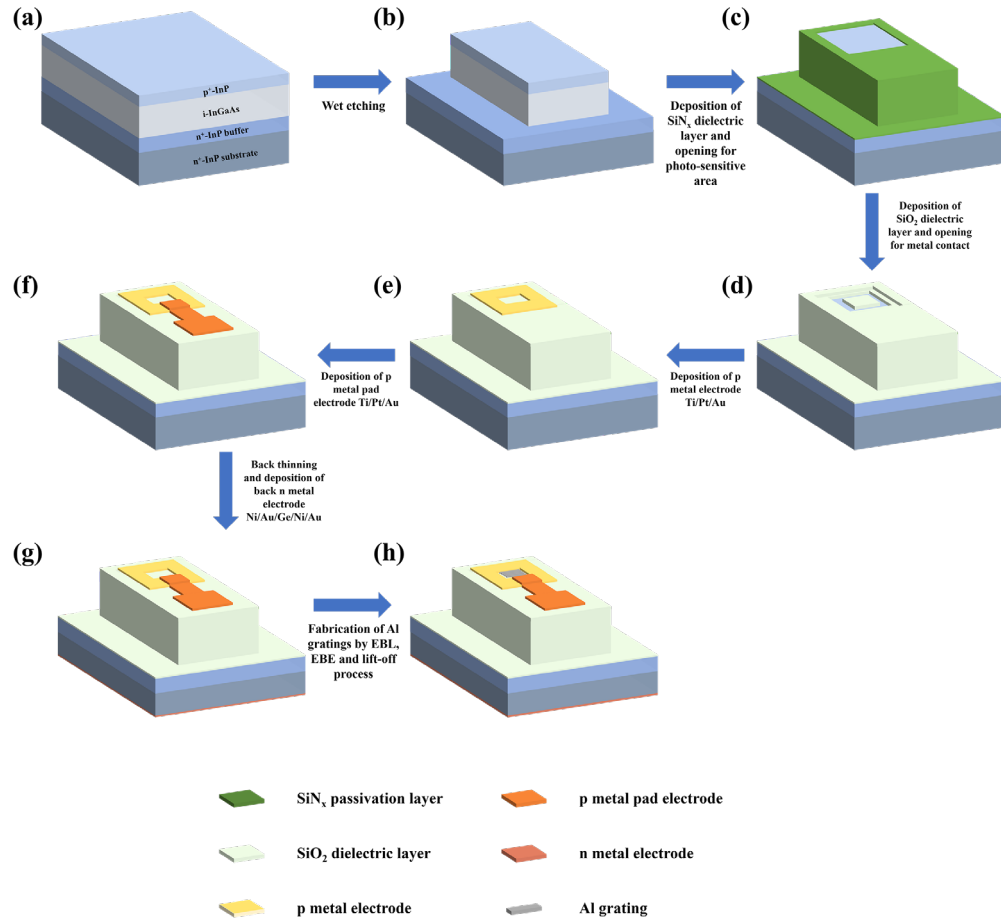 (a)
p⁺-InP
i-InGaAs
n⁺-InP buffer
n⁺-InP substrate
Wet etching
(b)
Deposition of
SiNₓ dielectric
layer and
opening for
photo-sensitive
area
(c)
Deposition of
SiO₂ dielectric
layer and opening
for metal contact
(d)
Deposition of p
metal electrode
Ti/Pt/Au
(e)
Deposition of p
metal pad
electrode Ti/Pt/Au
(f)
Back thinning
and deposition of
back n metal
electrode
Ni/Au/Ge/Ni/Au
(g)
Fabrication of Al
gratings by EBL,
EBE and lift-off
process
(h)
SiNₓ passivation layer
p metal pad electrode
SiO₂ dielectric layer
n metal electrode
p metal electrode
Al grating